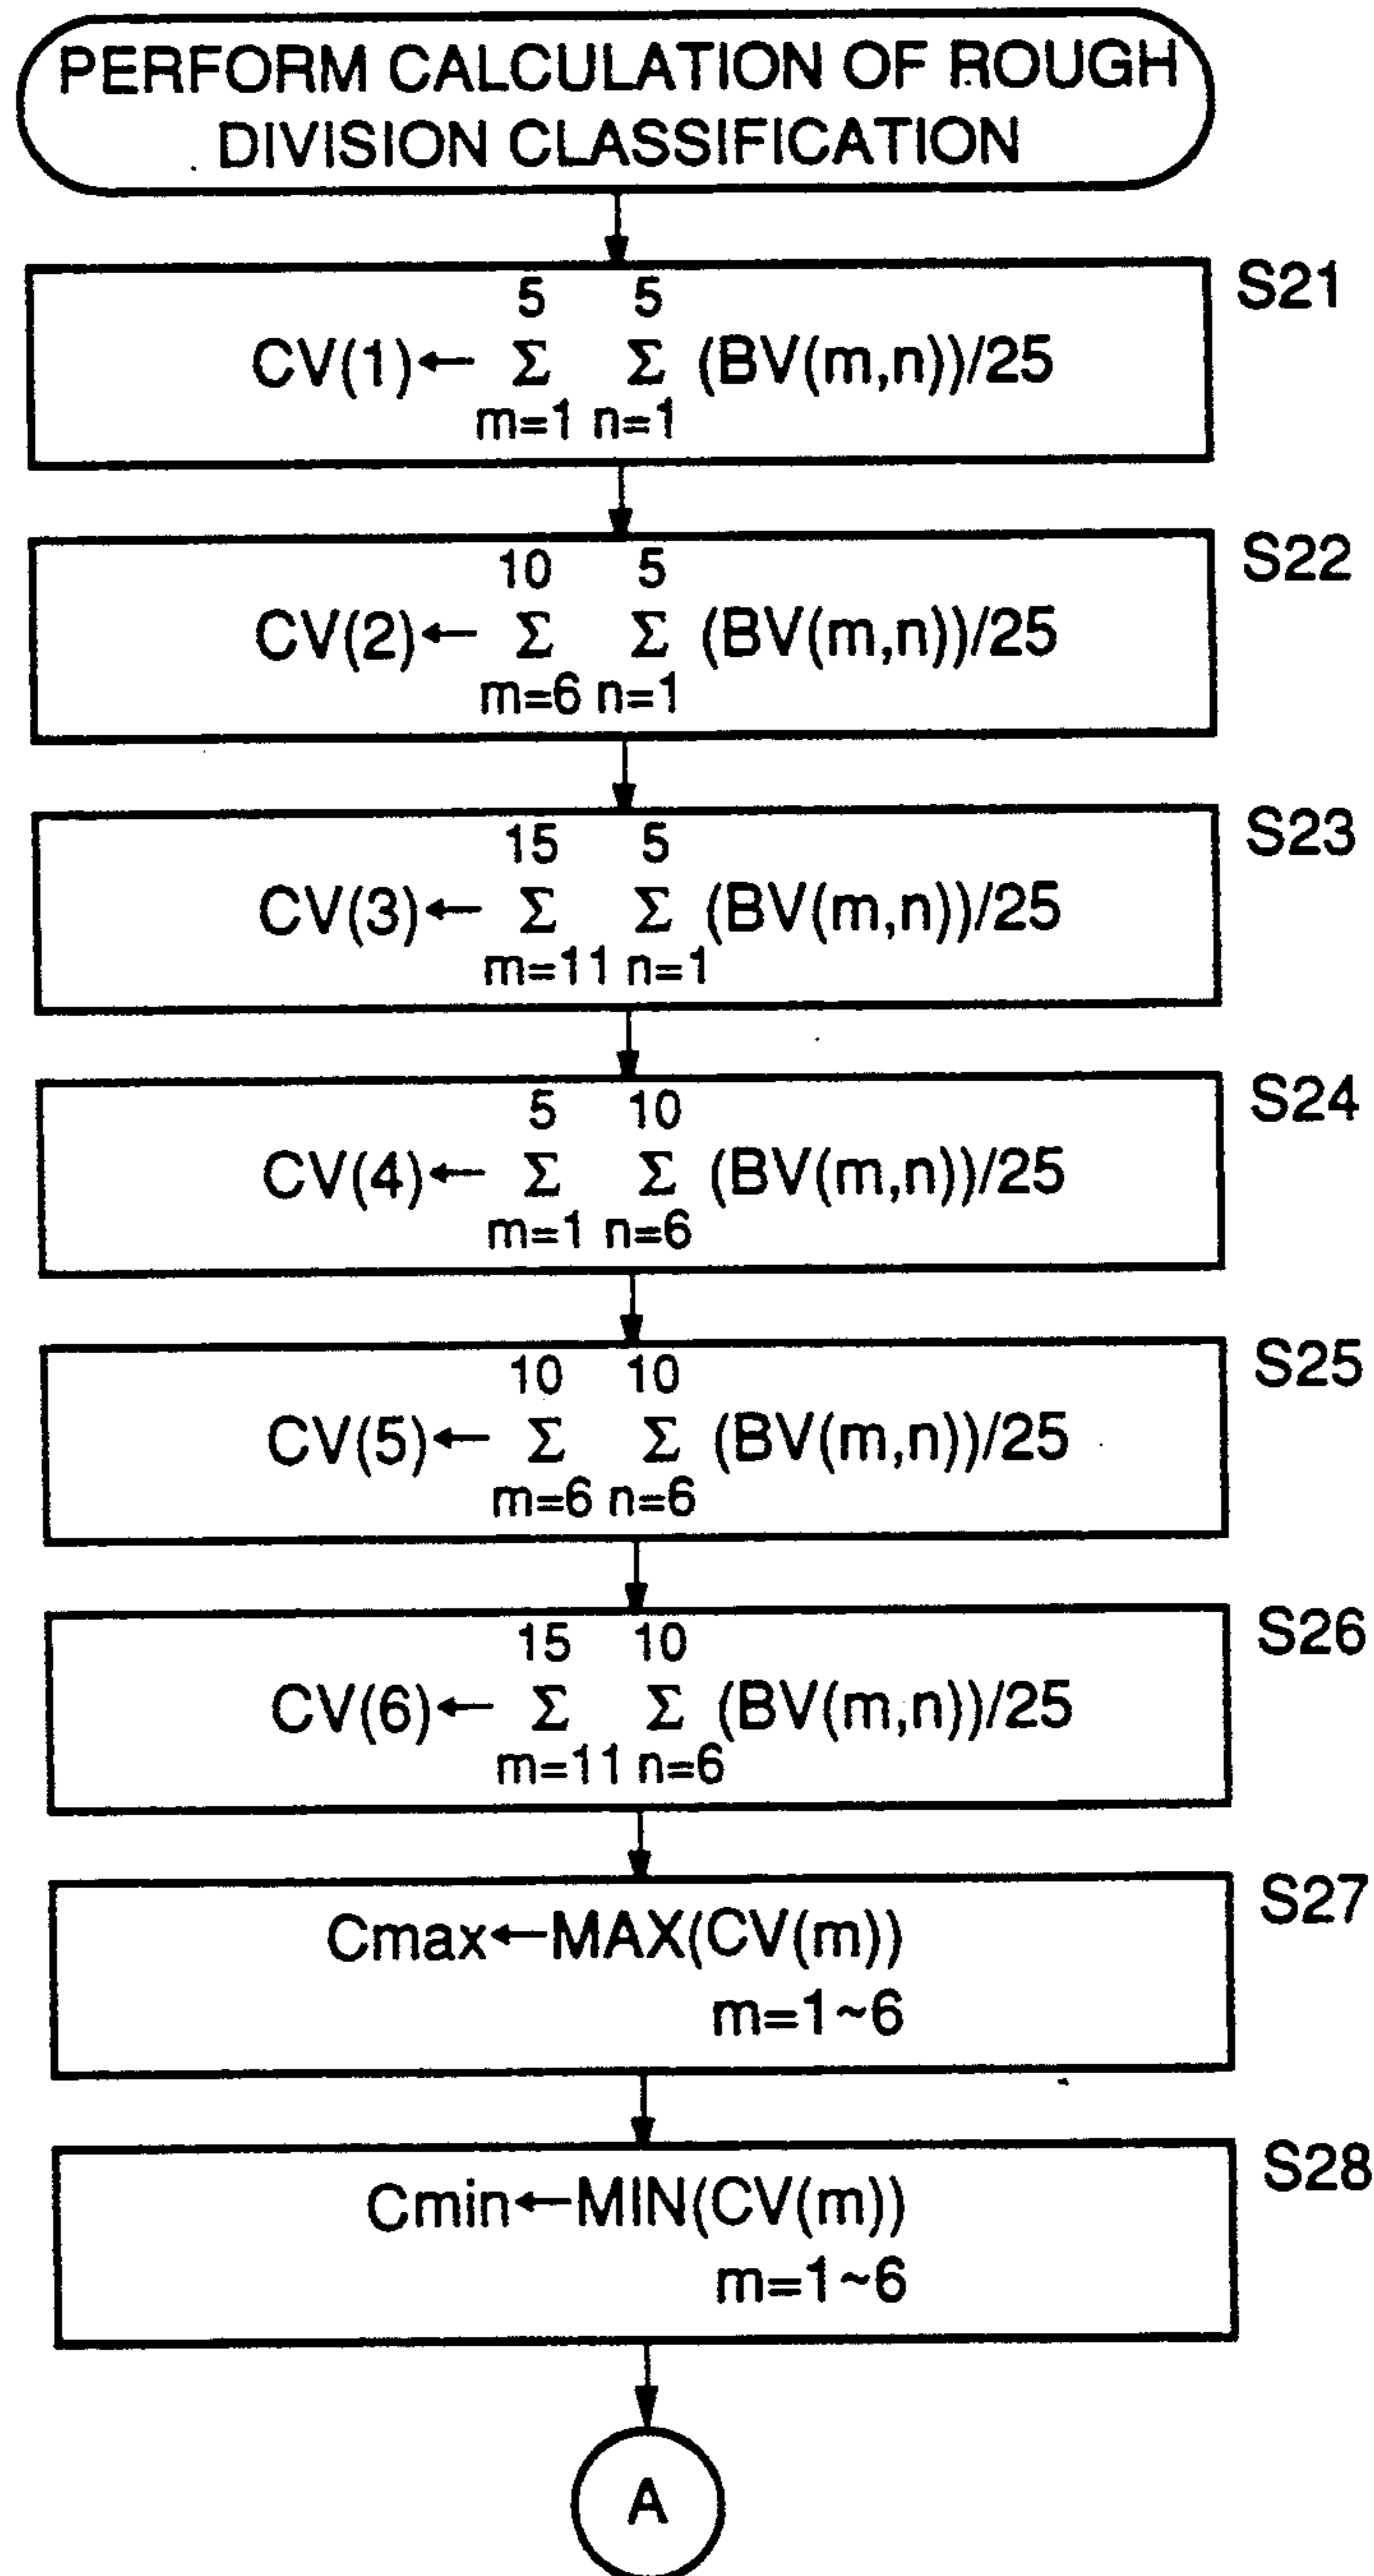 PERFORM CALCULATION OF ROUGH
DIVISION CLASSIFICATION
S21
5 5
CV(1)←Σ Σ (BV(m,n))/25
m=1 n=1
S22
10 5
CV(2)←Σ Σ (BV(m,n))/25
m=6 n=1
S23
15 5
CV(3)←Σ Σ (BV(m,n))/25
m=11 n=1
S24
5 10
CV(4)←Σ Σ (BV(m,n))/25
m=1 n=6
S25
10 10
CV(5)←Σ Σ (BV(m,n))/25
m=6 n=6
S26
15 10
CV(6)←Σ Σ (BV(m,n))/25
m=11 n=6
S27
Cmax←MAX(CV(m))
m=1~6
S28
Cmin←MIN(CV(m))
m=1~6
A